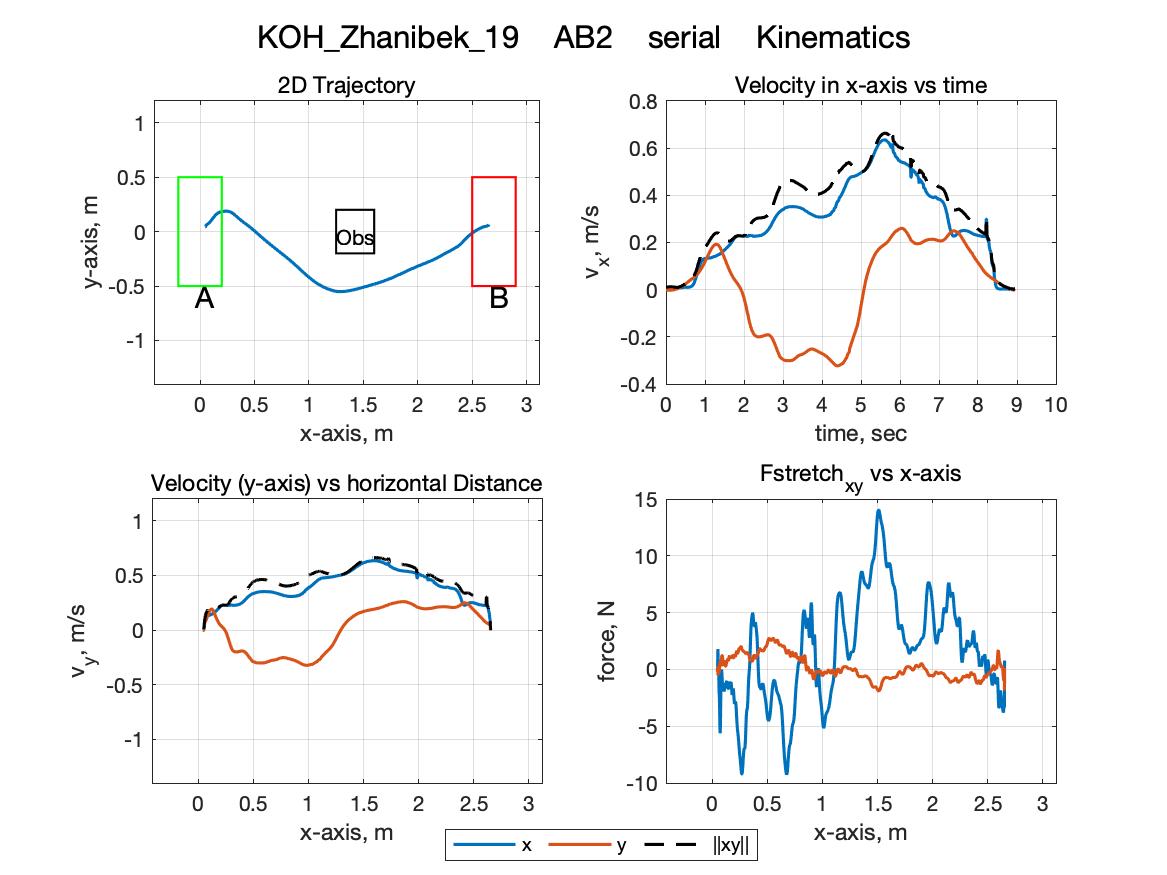 KOH_Zhanibek_19 AB2 serial Kinematics
2D Trajectory
1
0.5
0
-0.5
-1
y-axis, m
A
Obs
B
0 0.5 1 1.5 2 2.5 3
x-axis, m
Velocity in x-axis vs time
0.8
0.6
0.4
0.2
0
-0.2
-0.4
vx, m/s
0 1 2 3 4 5 6 7 8 9 10
time, sec
Velocity (y-axis) vs horizontal Distance
1
0.5
0
-0.5
-1
vy, m/s
0 0.5 1 1.5 2 2.5 3
x-axis, m
Fstretchxy vs x-axis
15
10
5
0
-5
-10
force, N
0 0.5 1 1.5 2 2.5 3
x-axis, m
x y ||xy||